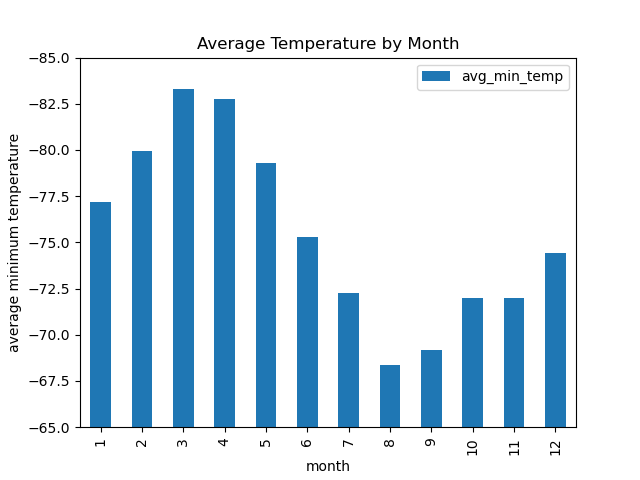 Average Temperature by Month
avg_min_temp
average minimum temperature
−85.0
−82.5
−80.0
−77.5
−75.0
−72.5
−70.0
−67.5
−65.0
1 2 3 4 5 6 7 8 9 10 11 12
month